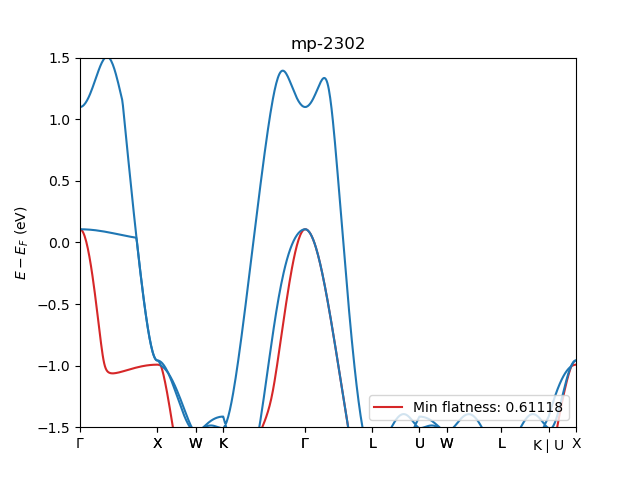 mp-2302
E − E_F (eV)
1.5
1.0
0.5
0.0
−0.5
−1.0
−1.5
Min flatness: 0.61118
Γ X W K Γ L U W L K | U X